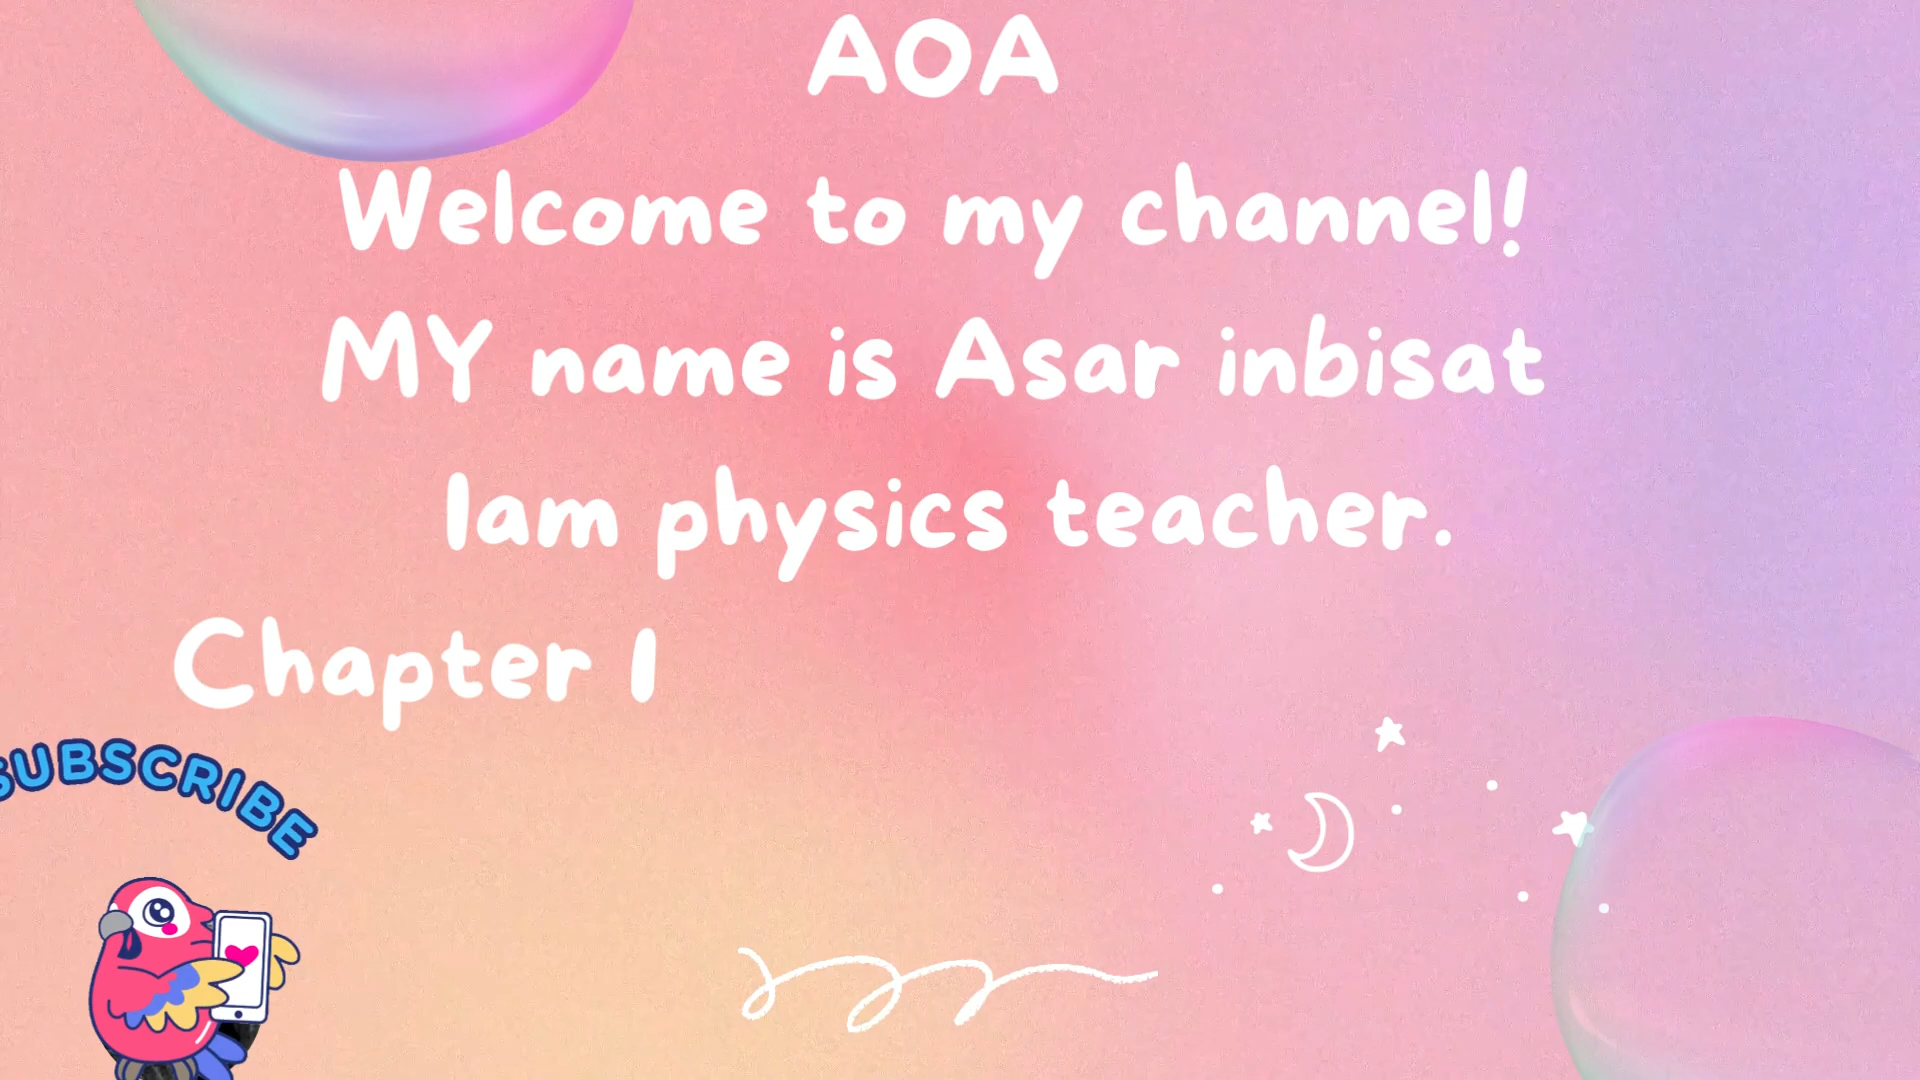 AOA
Welcome to my channel!
MY name is Asar inbisat
Iam physics teacher.
Chapter 1
SUBSCRIBE